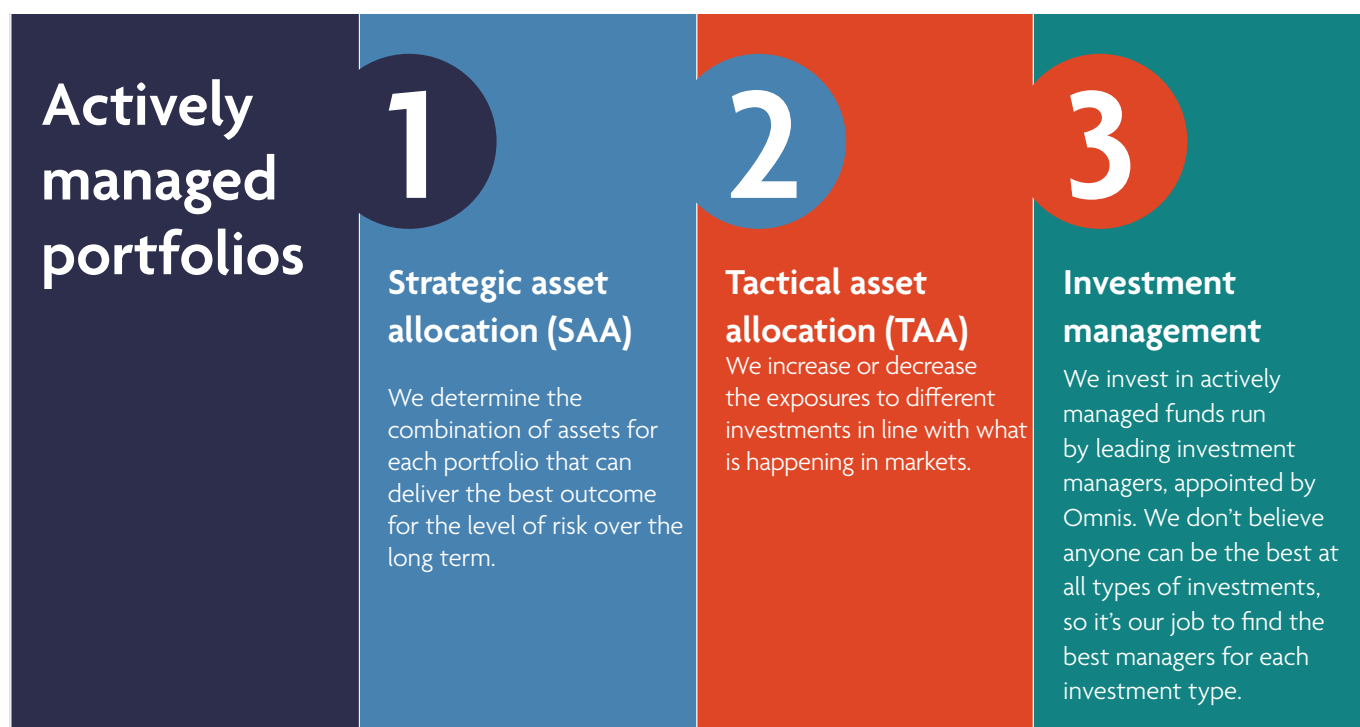 Actively
managed
portfolios
1
Strategic asset
allocation (SAA)
We determine the
combination of assets for
each portfolio that can
deliver the best outcome
for the level of risk over the
long term.
2
Tactical asset
allocation (TAA)
We increase or decrease
the exposures to different
investments in line with what
is happening in markets.
3
Investment
management
We invest in actively
managed funds run
by leading investment
managers, appointed by
Omnis. We don’t believe
anyone can be the best at
all types of investments,
so it’s our job to find the
best managers for each
investment type.